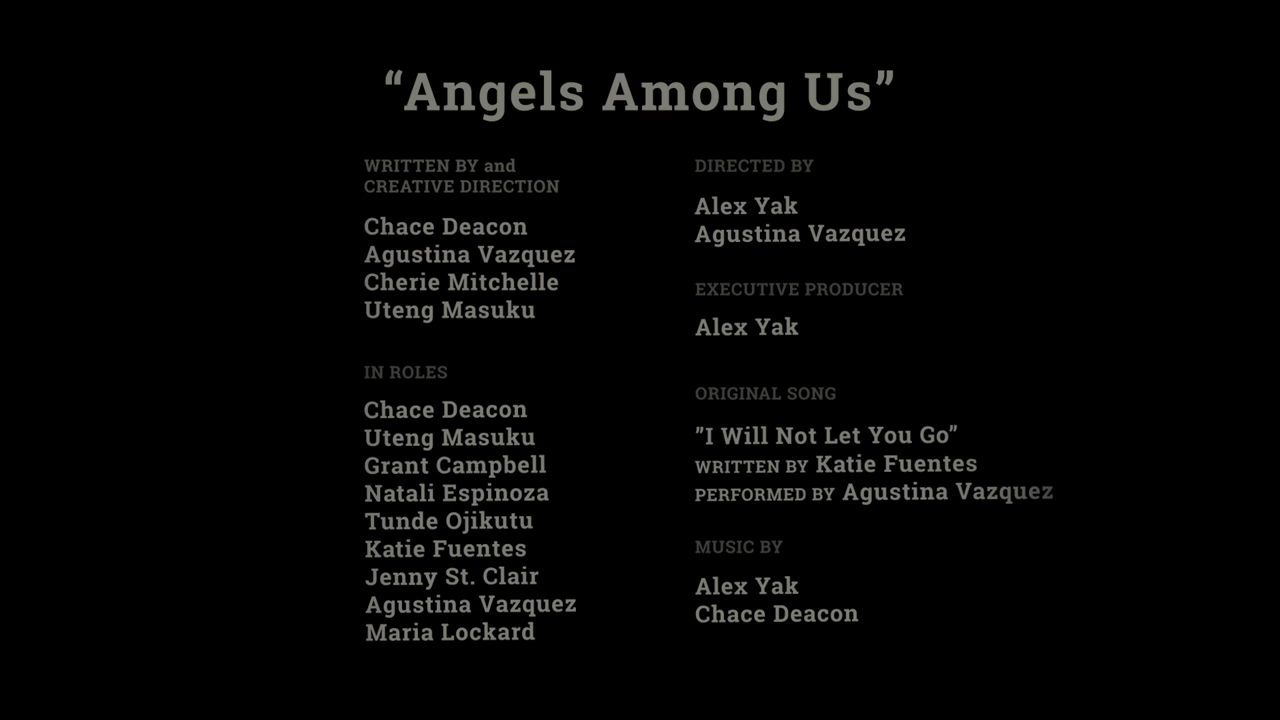 “Angels Among Us”
WRITTEN BY and
CREATIVE DIRECTION
Chace Deacon
Agustina Vazquez
Cherie Mitchelle
Uteng Masuku
IN ROLES
Chace Deacon
Uteng Masuku
Grant Campbell
Natali Espinoza
Tunde Ojikutu
Katie Fuentes
Jenny St. Clair
Agustina Vazquez
Maria Lockard
DIRECTED BY
Alex Yak
Agustina Vazquez
EXECUTIVE PRODUCER
Alex Yak
ORIGINAL SONG
”I Will Not Let You Go”
WRITTEN BY Katie Fuentes
PERFORMED BY Agustina Vazquez
MUSIC BY
Alex Yak
Chace Deacon